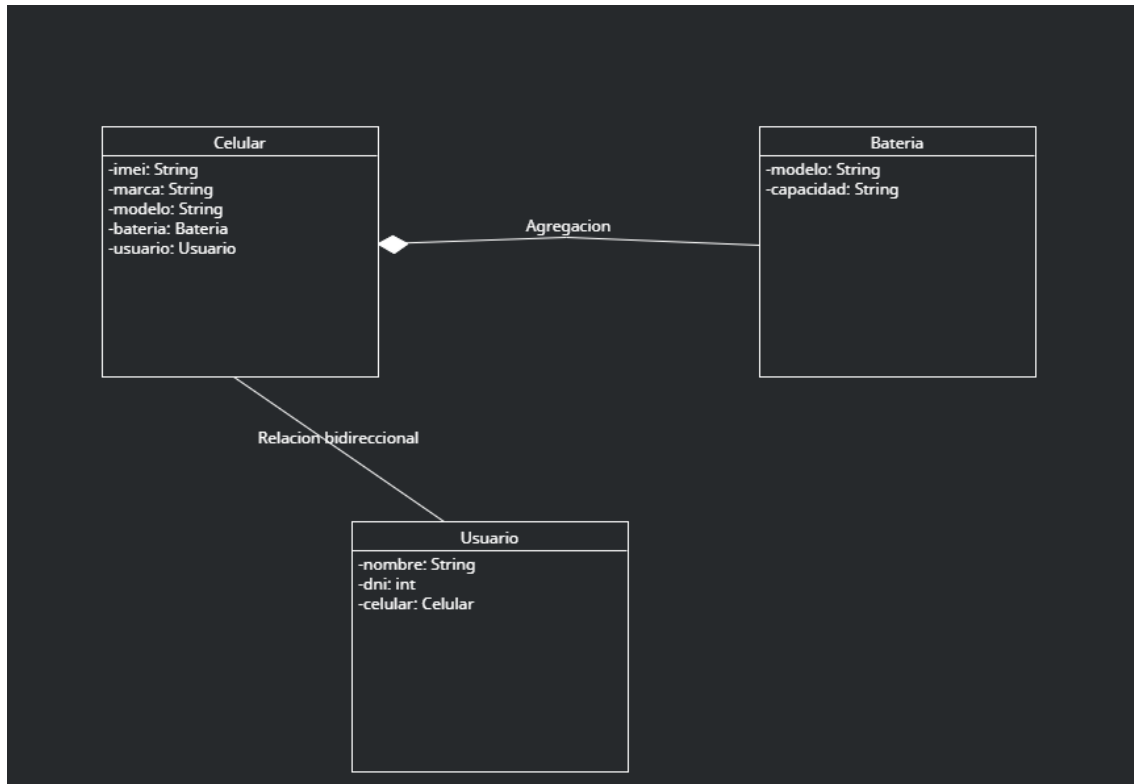 Celular
-imei: String
-marca: String
-modelo: String
-bateria: Bateria
-usuario: Usuario
Agregacion
Bateria
-modelo: String
-capacidad: String
Relacion bidireccional
Usuario
-nombre: String
-dni: int
-celular: Celular